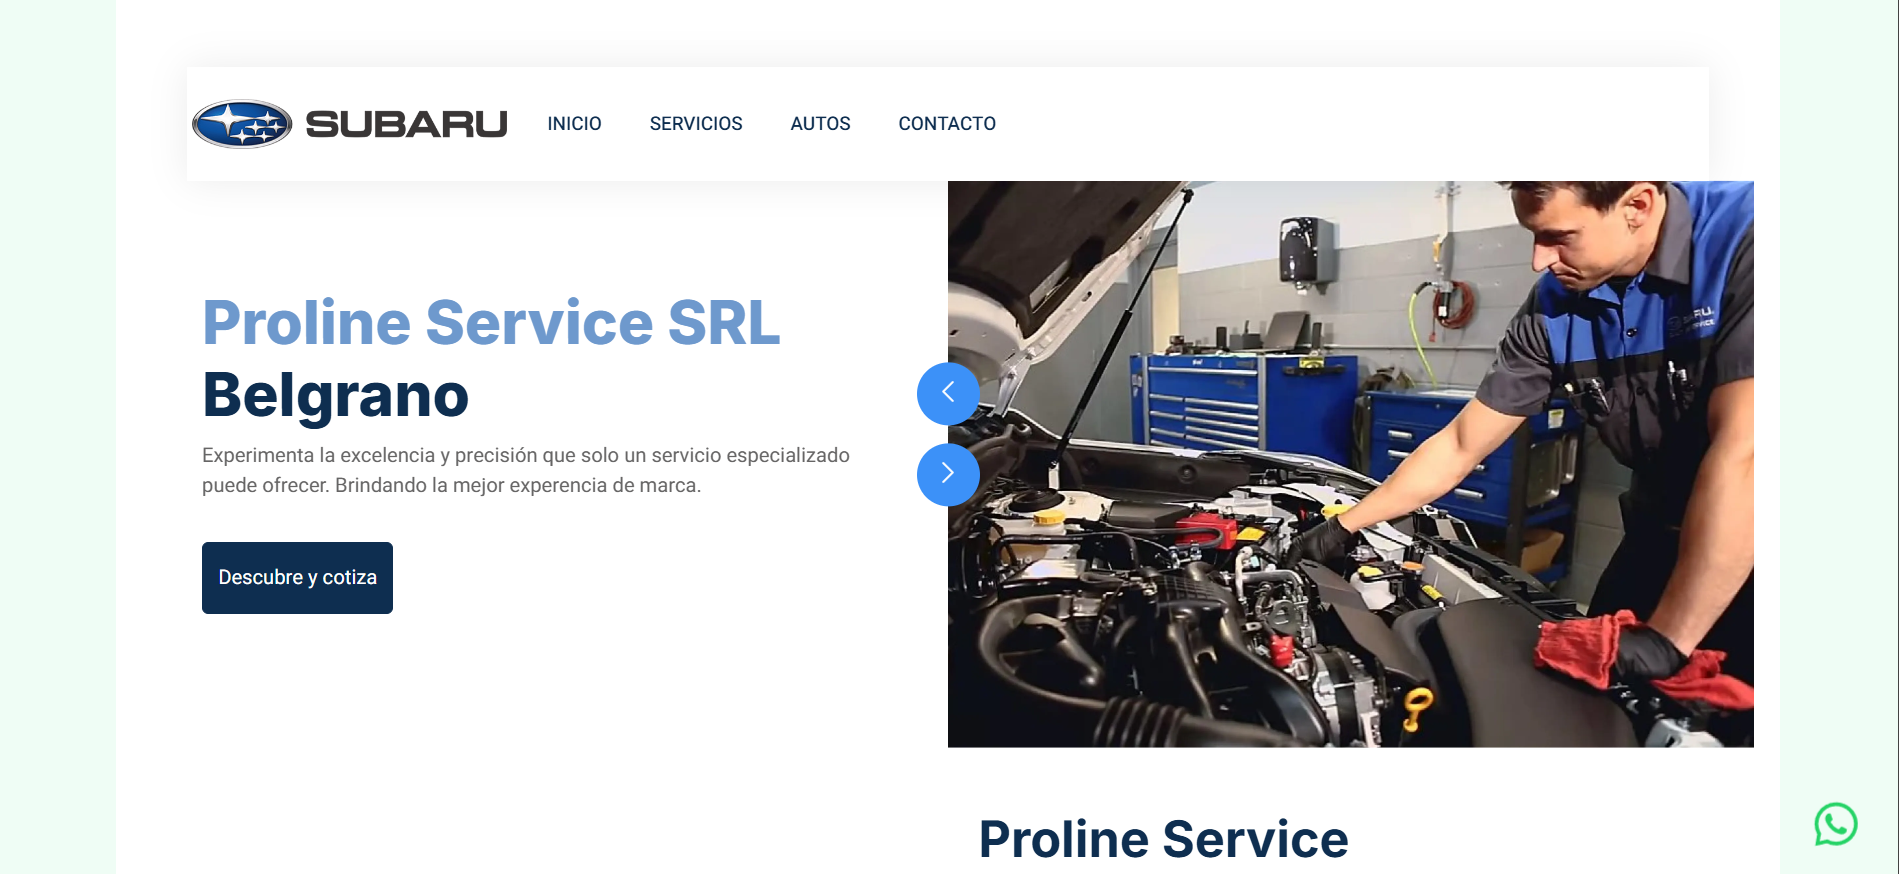 SUBARU
INICIO
SERVICIOS
AUTOS
CONTACTO
Proline Service SRL
Belgrano
Experimenta la excelencia y precisión que solo un servicio especializado
puede ofrecer. Brindando la mejor experencia de marca.
Descubre y cotiza
Proline Service